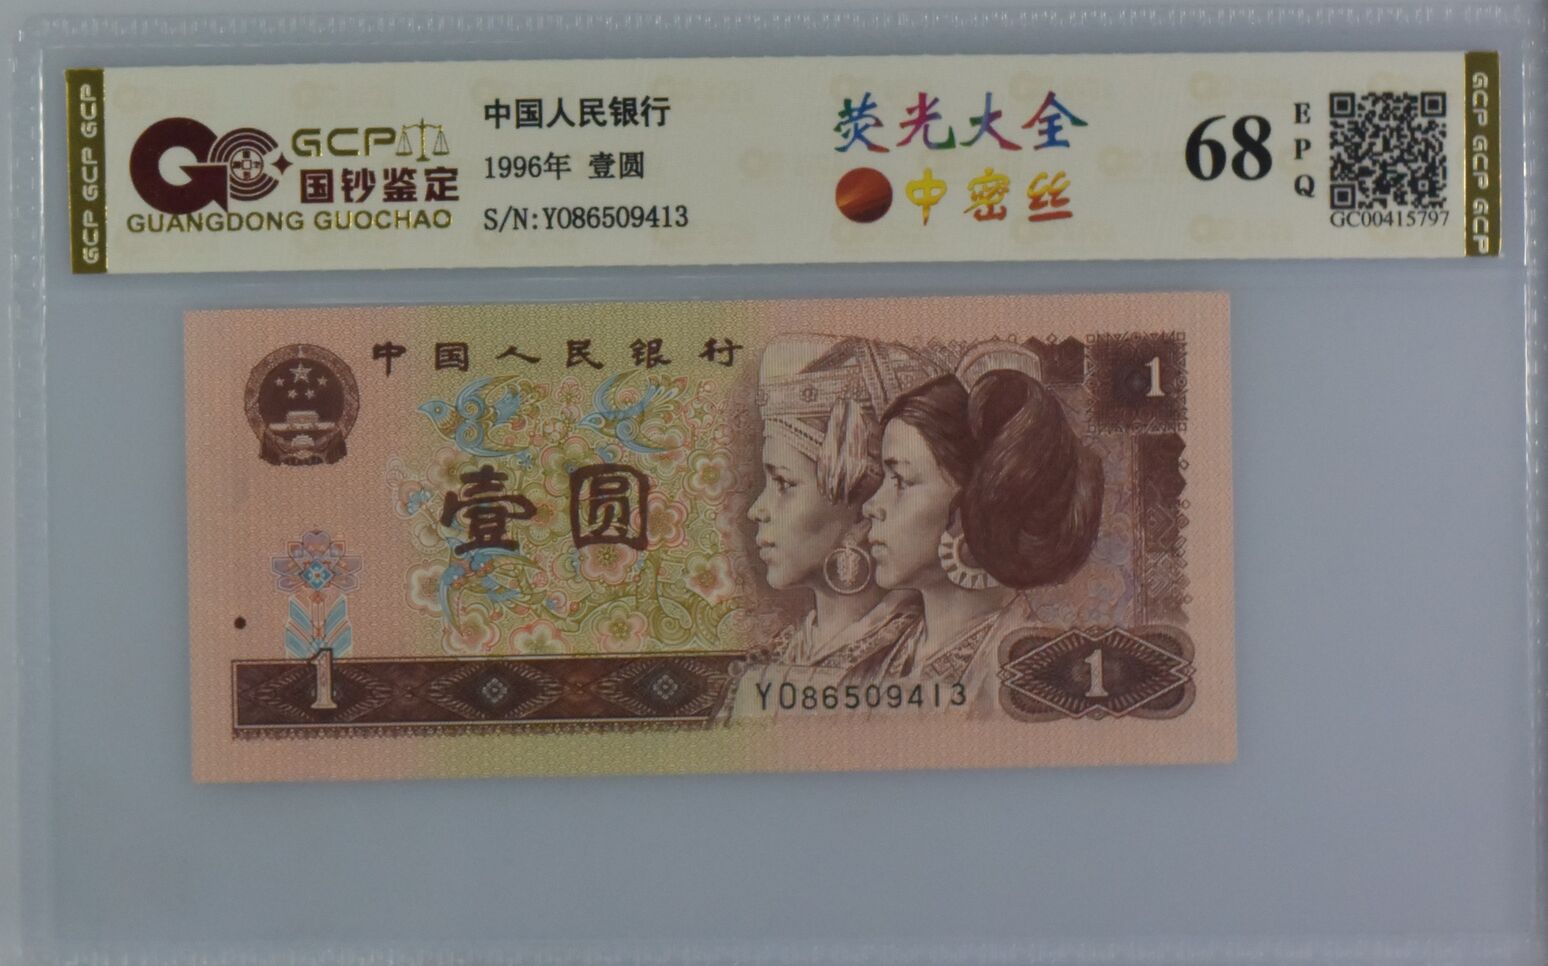 GCP GCP GCP
GCP
国钞鉴定
GUANGDONG GUOCHAO
中国人民银行
1996年 壹圆
S/N:YO86509413
荧光大全
中密丝
68
E
P
Q
GC00415797
GCP GCP GCP
中国人民银行
1
壹圆
1
1
YO86509413